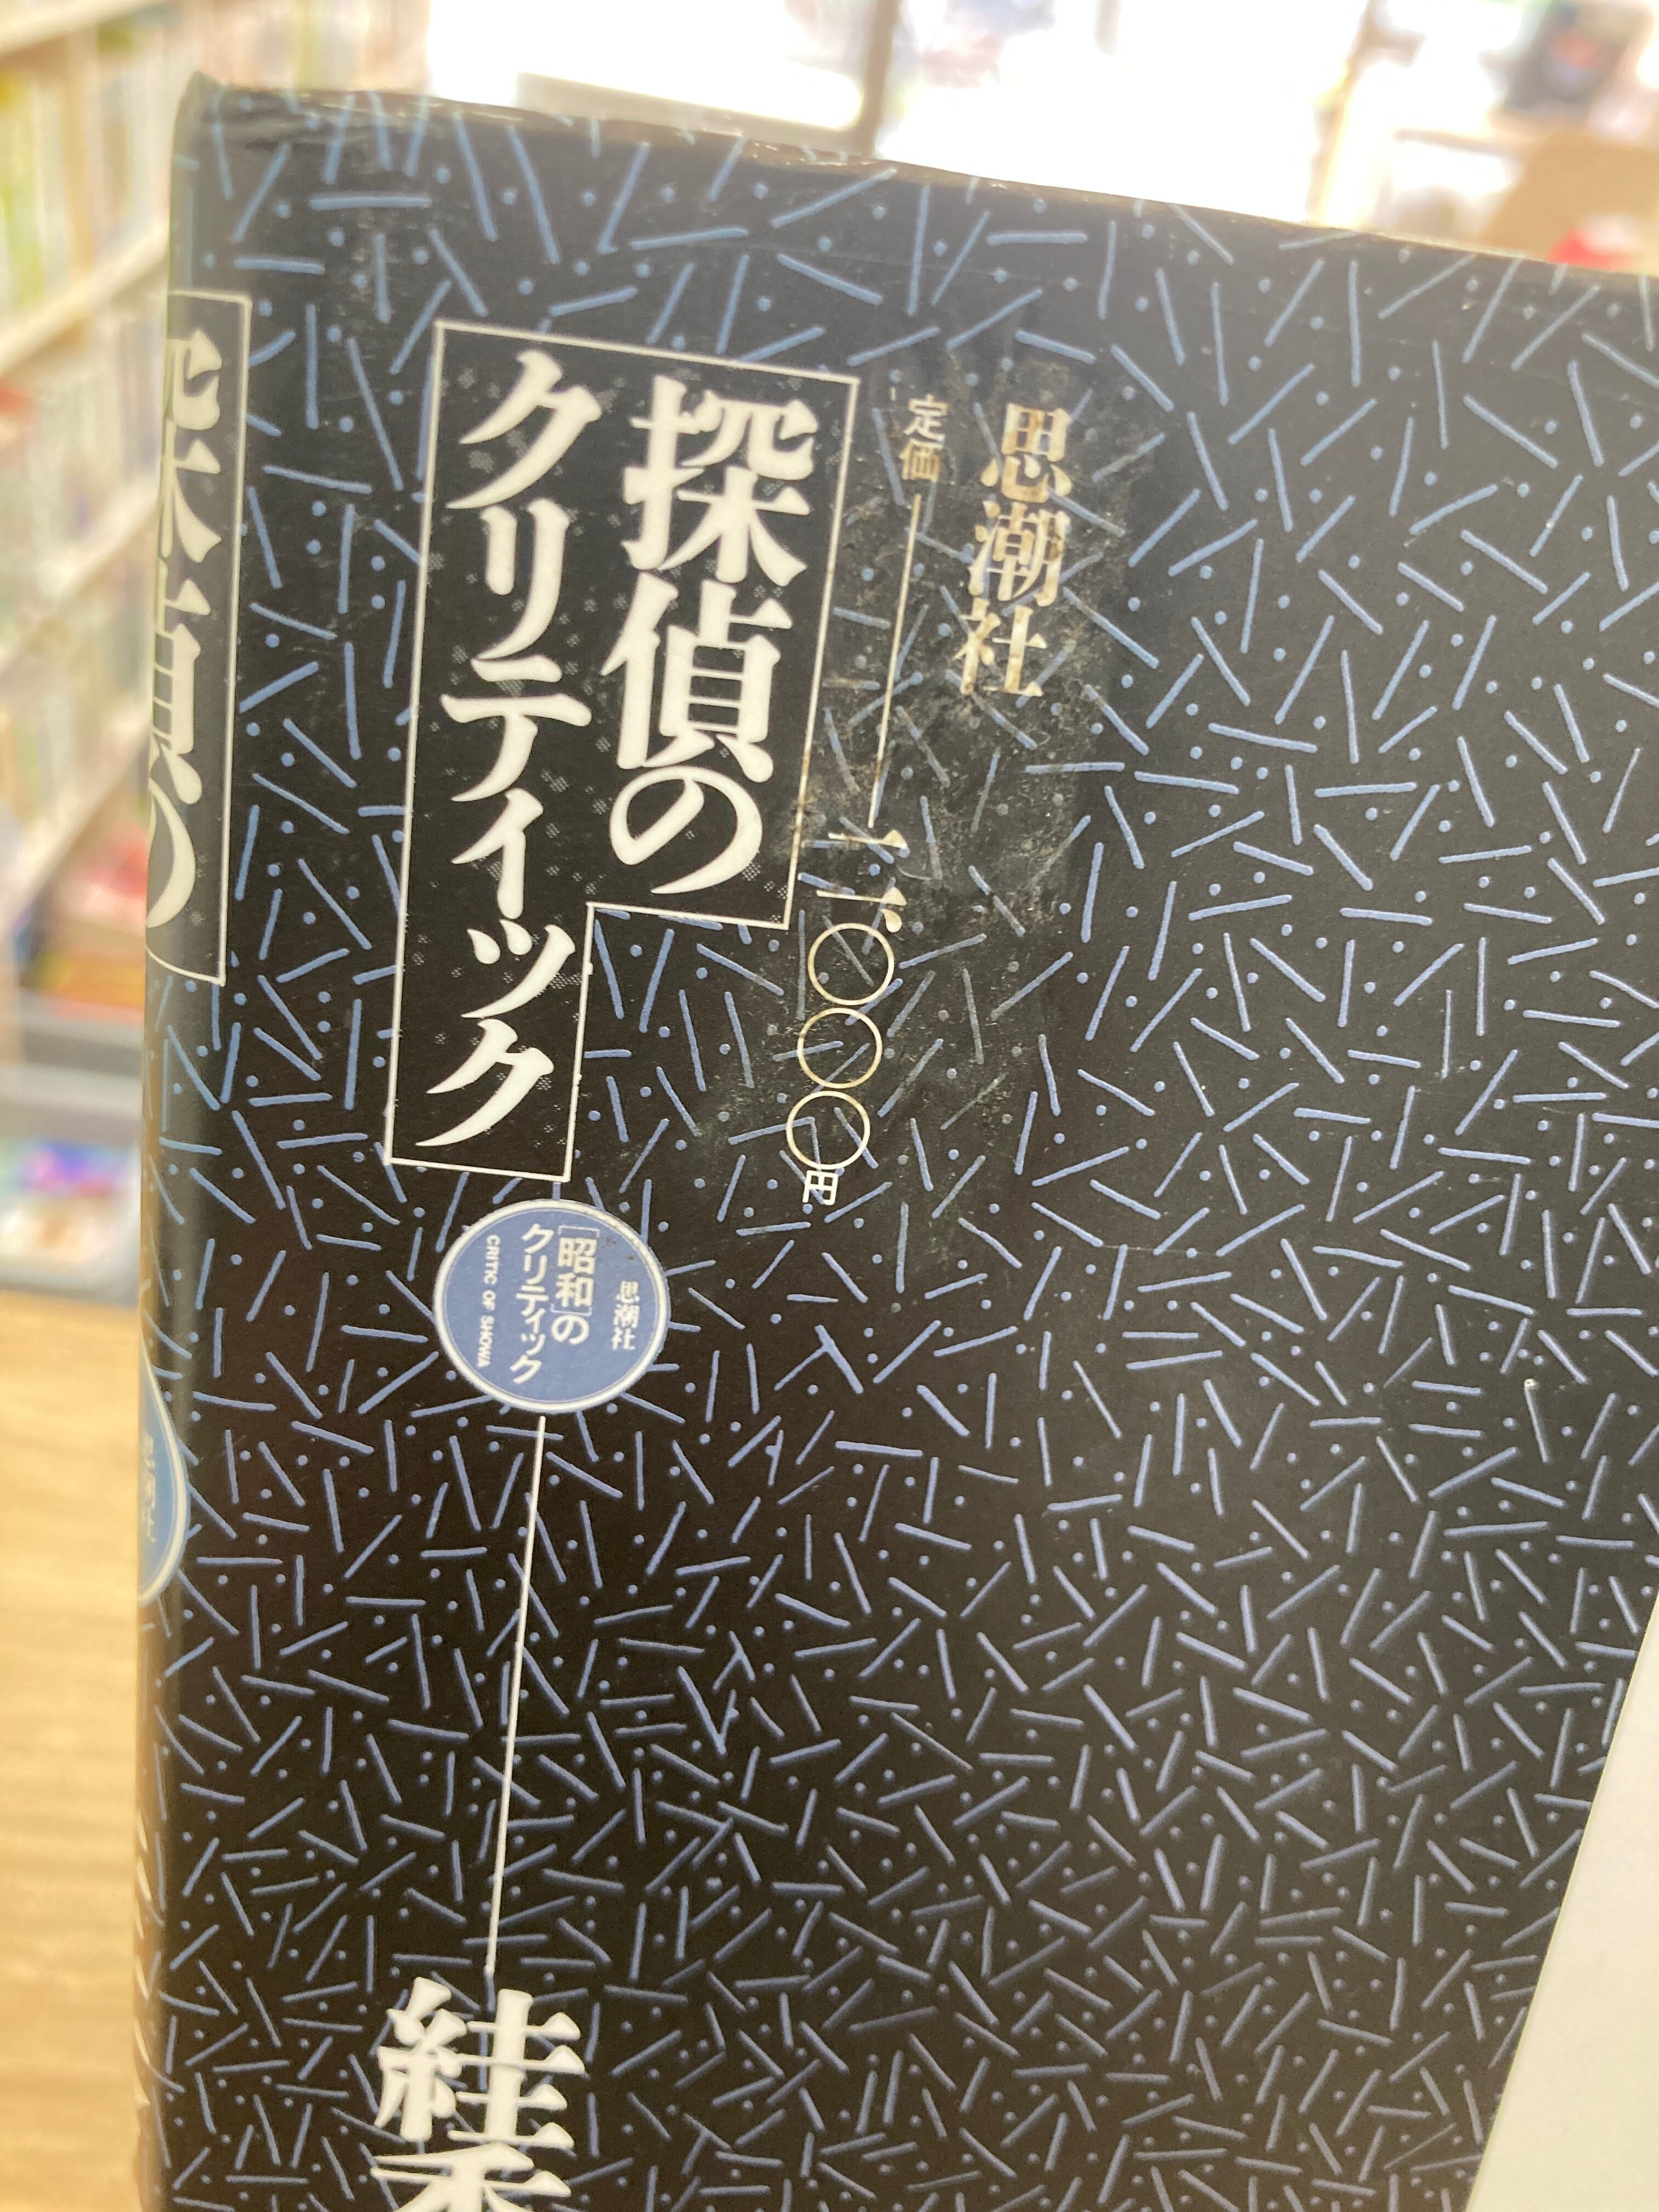 思潮社
定価――二、〇〇〇円
探偵の
クリティック
思潮社
[昭和]の
クリティック
CRITIC OF SHOWA
絓
探偵の